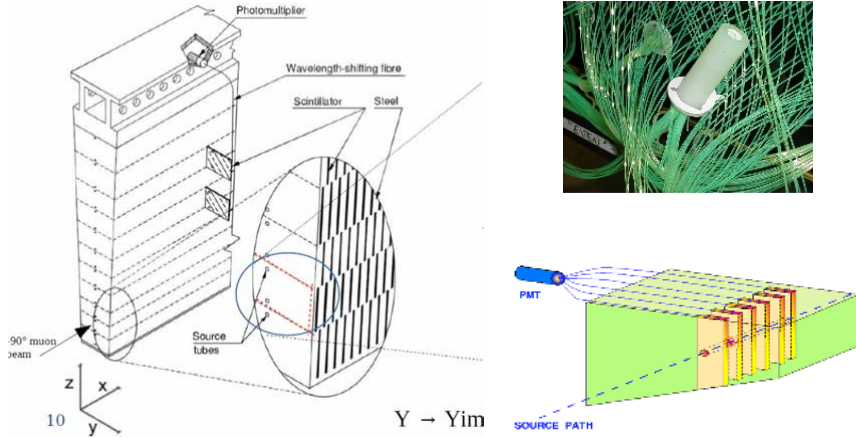 Photomultiplier
Wavelength-shifting fibre
Scintillator
Steel
Source
tubes
90° muon
beam
z
x
y
10
Y → Yim
PMT
SOURCE PATH